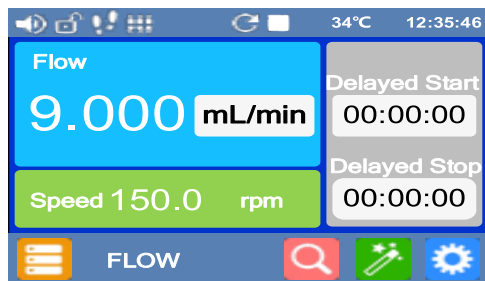 34℃ 12:35:46
Flow
9.000 mL/min
Speed 150.0 rpm
Delayed Start
00:00:00
Delayed Stop
00:00:00
FLOW